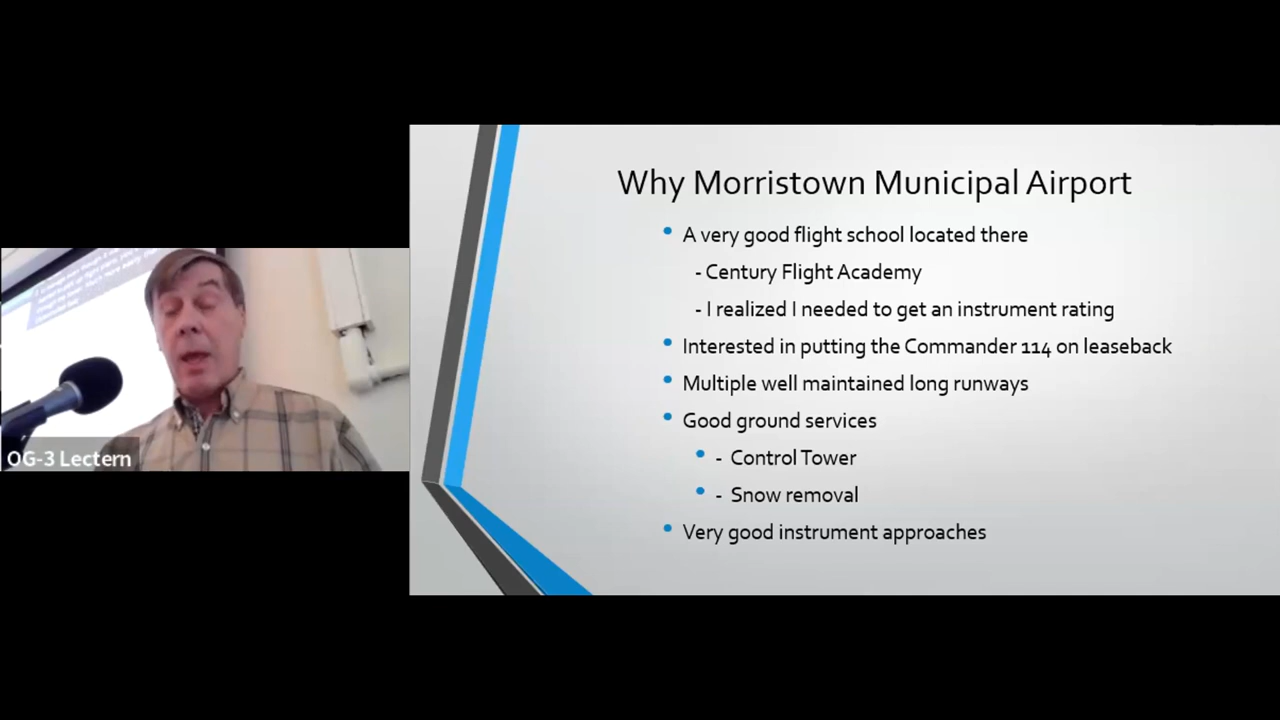 Why Morristown Municipal Airport
• A very good flight school located there
- Century Flight Academy
- I realized I needed to get an instrument rating
• Interested in putting the Commander 114 on leaseback
• Multiple well maintained long runways
• Good ground services
• - Control Tower
• - Snow removal
• Very good instrument approaches
OG-3 Lectern